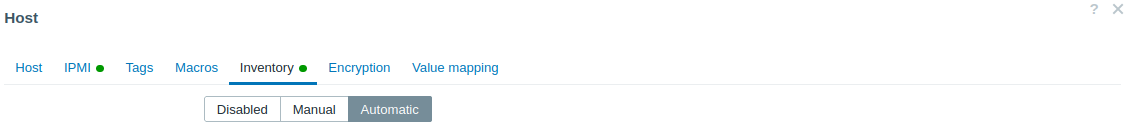 Host
?
Host IPMI Tags Macros Inventory Encryption Value mapping
Disabled Manual Automatic